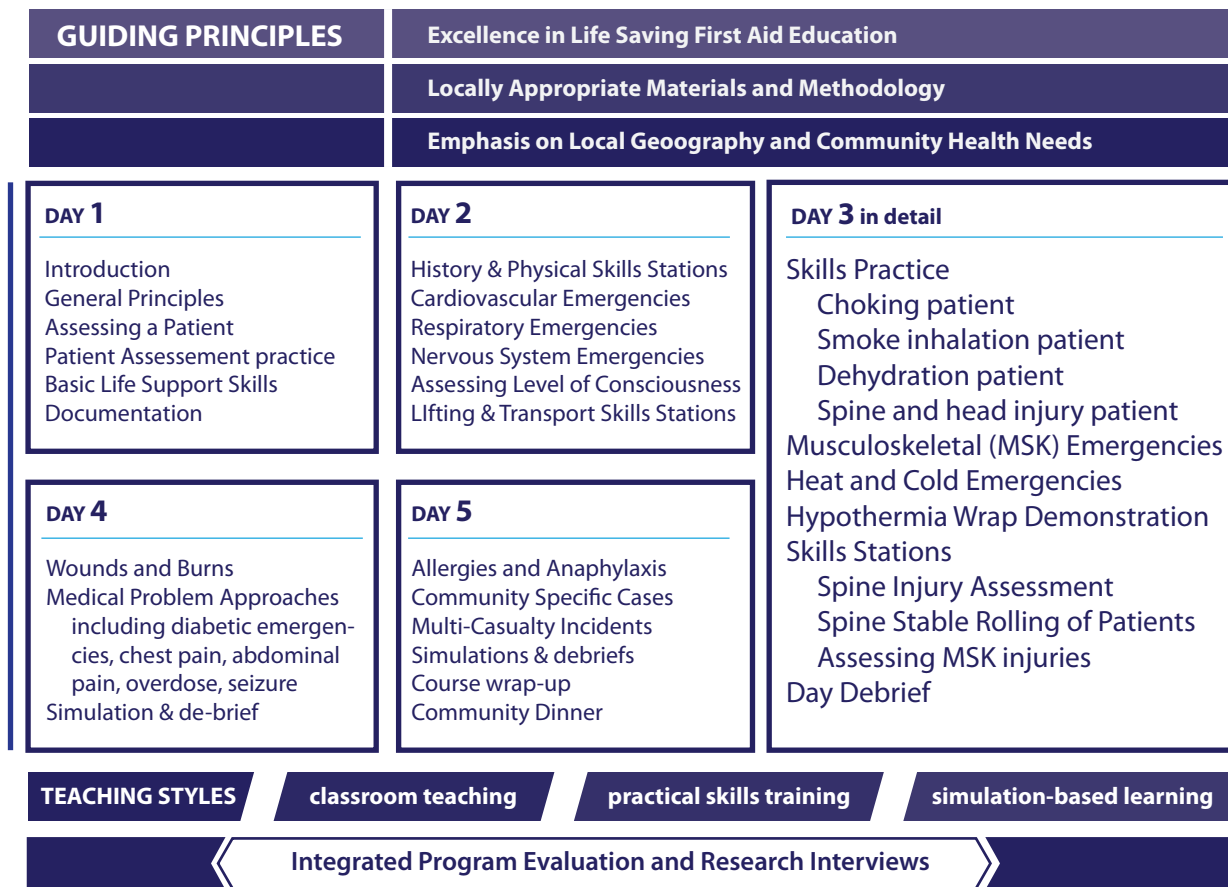 GUIDING PRINCIPLES
Excellence in Life Saving First Aid Education
Locally Appropriate Materials and Methodology
Emphasis on Local Geoography and Community Health Needs
DAY 1
Introduction
General Principles
Assessing a Patient
Patient Assessement practice
Basic Life Support Skills
Documentation
DAY 2
History & Physical Skills Stations
Cardiovascular Emergencies
Respiratory Emergencies
Nervous System Emergencies
Assessing Level of Consciousness
LIfting & Transport Skills Stations
DAY 3 in detail
Skills Practice
Choking patient
Smoke inhalation patient
Dehydration patient
Spine and head injury patient
Musculoskeletal (MSK) Emergencies
Heat and Cold Emergencies
Hypothermia Wrap Demonstration
Skills Stations
Spine Injury Assessment
Spine Stable Rolling of Patients
Assessing MSK injuries
Day Debrief
DAY 4
Wounds and Burns
Medical Problem Approaches
including diabetic emergen-
cies, chest pain, abdominal
pain, overdose, seizure
Simulation & de-brief
DAY 5
Allergies and Anaphylaxis
Community Specific Cases
Multi-Casualty Incidents
Simulations & debriefs
Course wrap-up
Community Dinner
TEACHING STYLES
classroom teaching
practical skills training
simulation-based learning
Integrated Program Evaluation and Research Interviews